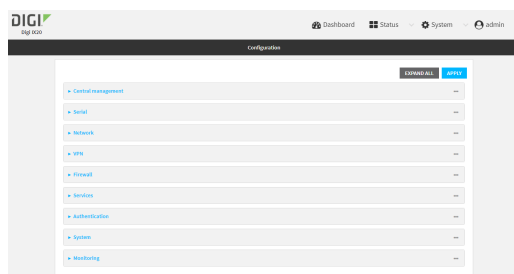 DIGI
Digi IX20
Dashboard
Status
System
admin
Configuration
EXPAND ALL
APPLY
Central management
Serial
Network
VPN
Firewall
Services
Authentication
System
Monitoring